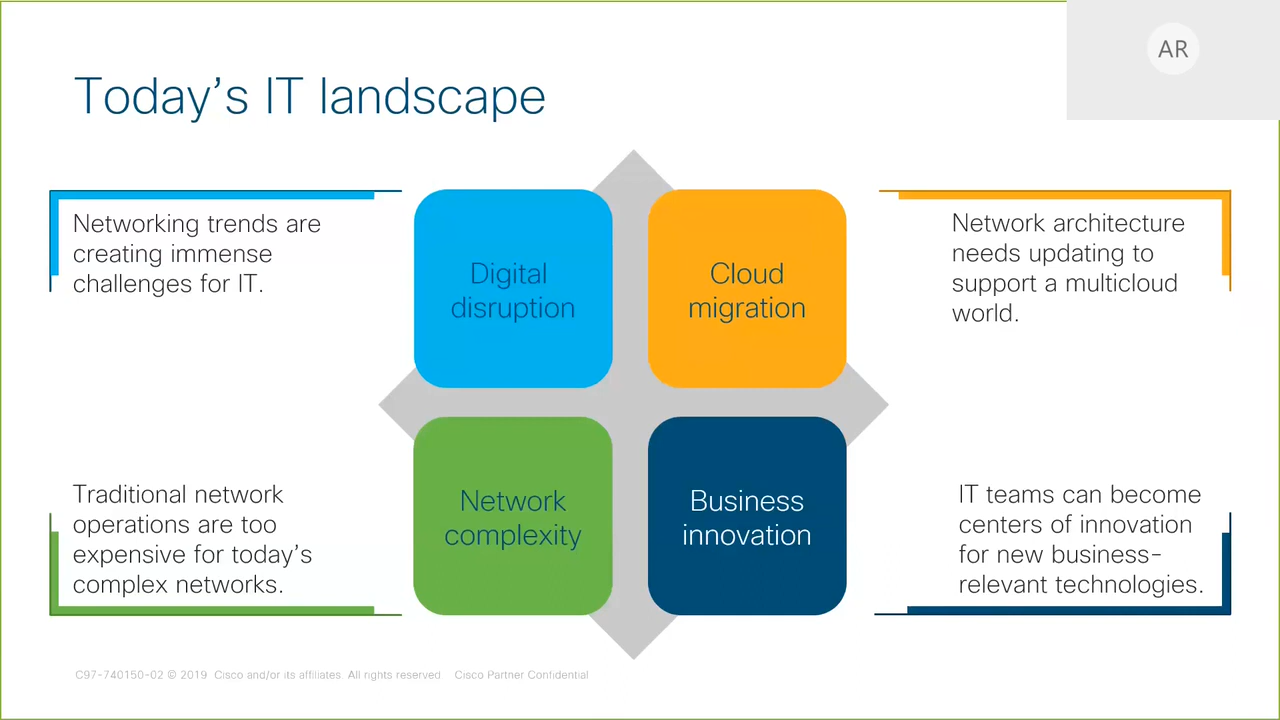 AR
Today's IT landscape
Networking trends are
creating immense
challenges for IT.
Digital
disruption
Cloud
migration
Network architecture
needs updating to
support a multicloud
world.
Traditional network
operations are too
expensive for today's
complex networks.
Network
complexity
Business
innovation
IT teams can become
centers of innovation
for new business-
relevant technologies.
C97-740150-02 © 2019 Cisco and/or its affiliates. All rights reserved Cisco Partner Confidential